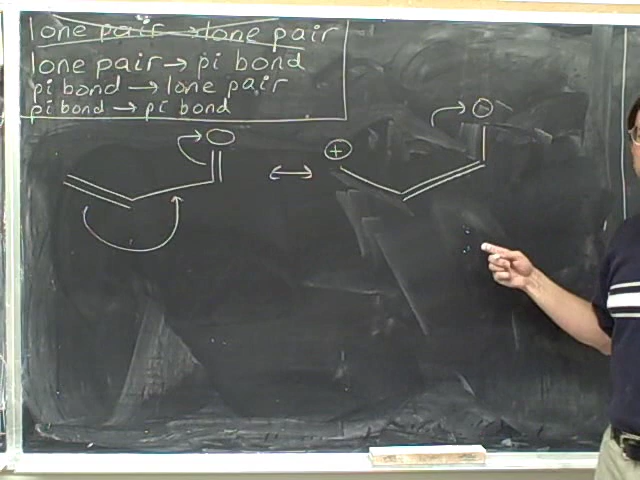 lone pair → lone pair
lone pair → pi bond
pi bond → lone pair
pi bond → pi bond
O
↔
+
O